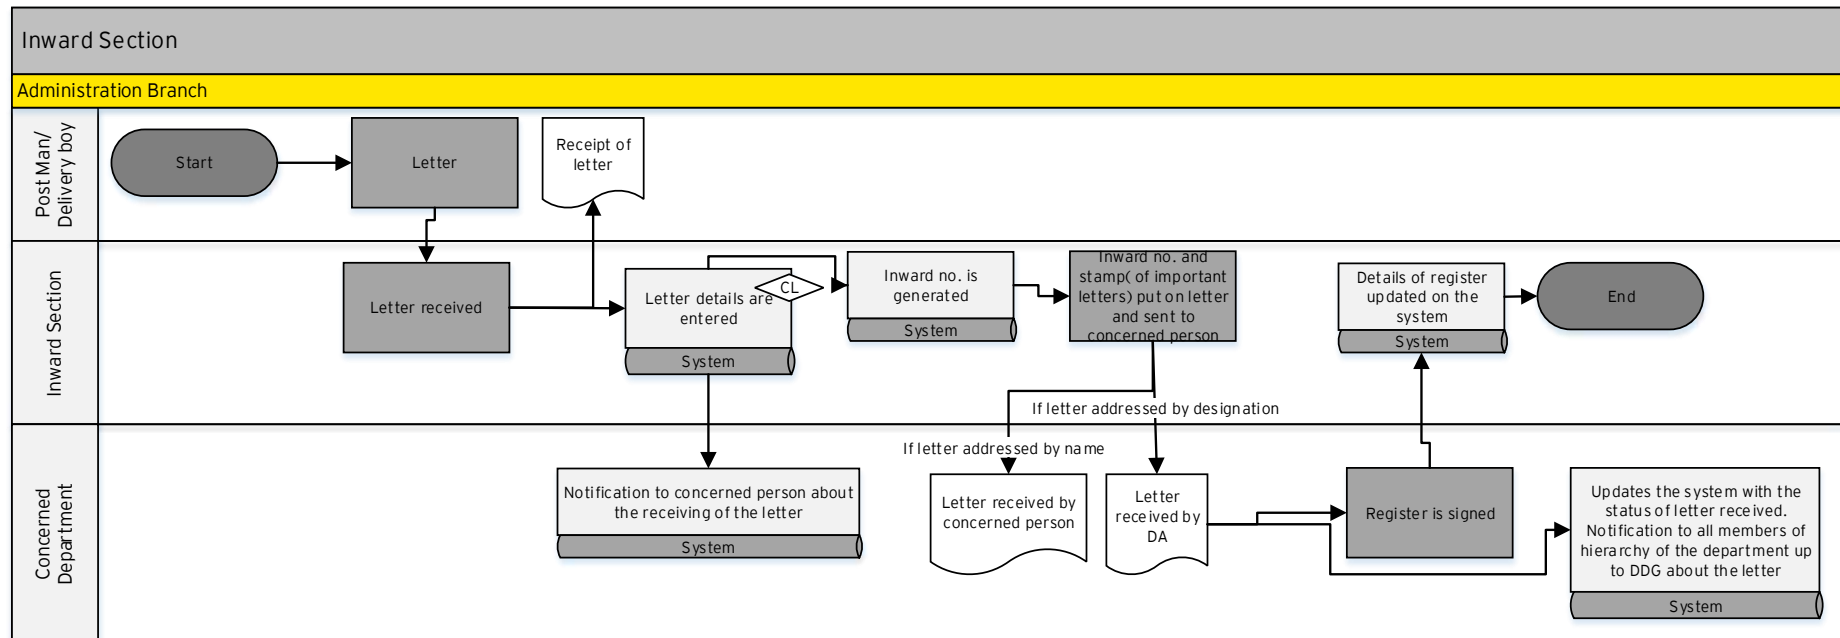 Inward Section
Administration Branch
Post Man/
Delivery boy
Start
Letter
Receipt of
letter
Inward Section
Letter received
Letter details are
entered
System
CL
Inward no. is
generated
System
Inward no. and
stamp( of important
letters) put on letter
and sent to
concerned person
Details of register
updated on the
system
System
End
If letter addressed by designation
If letter addressed by name
Concerned
Department
Notification to concerned person about
the receiving of the letter
System
Letter received by
concerned person
Letter
received by
DA
Register is signed
Updates the system with the
status of letter received.
Notification to all members of
hierarchy of the department up
to DDG about the letter
System